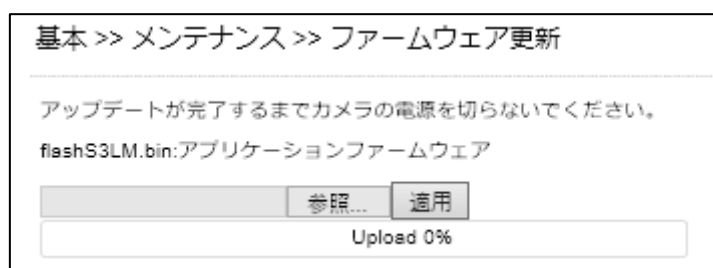 基本 >> メンテナンス >> ファームウェア更新
アップデートが完了するまでカメラの電源を切らないでください。
flashS3LM.bin:アプリケーションファームウェア
参照... 適用
Upload 0%